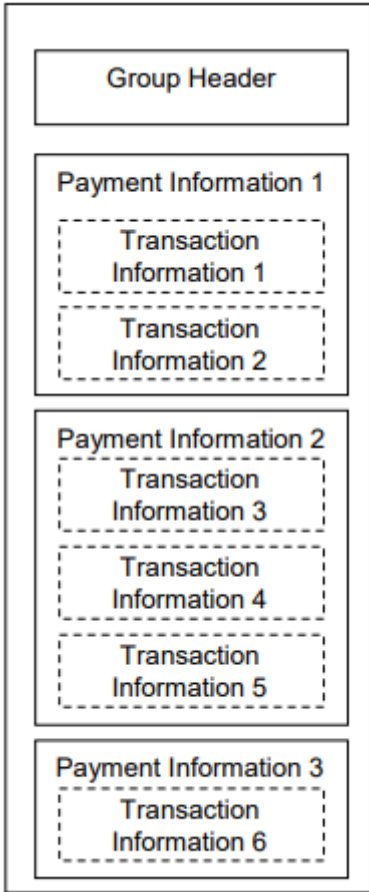 Group Header
Payment Information 1
Transaction
Information 1
Transaction
Information 2
Payment Information 2
Transaction
Information 3
Transaction
Information 4
Transaction
Information 5
Payment Information 3
Transaction
Information 6